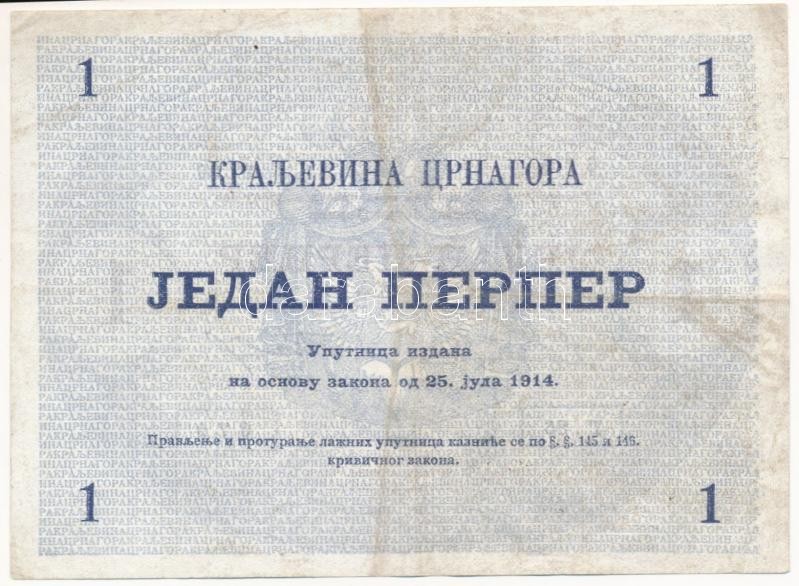 1 1
КРАЉЕВИНА ЦРНАГОРА
ЈЕДАН ПЕРПЕР
Упутница издана
на основу закона од 25. јула 1914.
Прављење и протурање лажних упутница казниће се по §. §. 145 и 146.
кривичног закона.
1 1